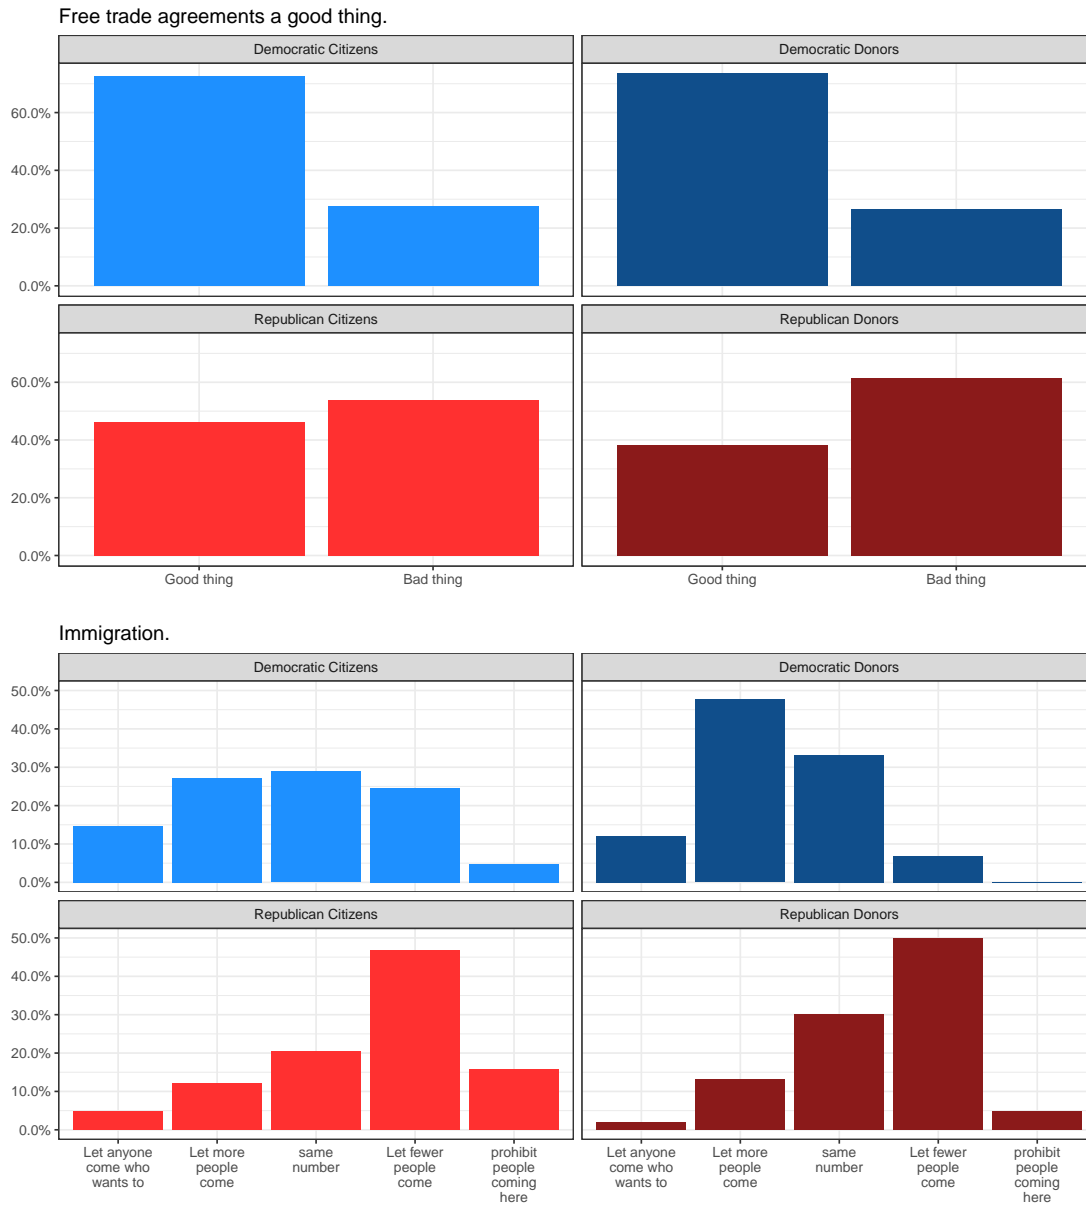 Free trade agreements a good thing.
Democratic Citizens
Democratic Donors
60.0%
40.0%
20.0%
0.0%
Republican Citizens
Republican Donors
60.0%
40.0%
20.0%
0.0%
Good thing
Bad thing
Good thing
Bad thing
Immigration.
Democratic Citizens
Democratic Donors
50.0%
40.0%
30.0%
20.0%
10.0%
0.0%
Republican Citizens
Republican Donors
50.0%
40.0%
30.0%
20.0%
10.0%
0.0%
Let anyone
come who
wants to
Let more
people
come
same
number
Let fewer
people
come
prohibit
people
coming
here
Let anyone
come who
wants to
Let more
people
come
same
number
Let fewer
people
come
prohibit
people
coming
here